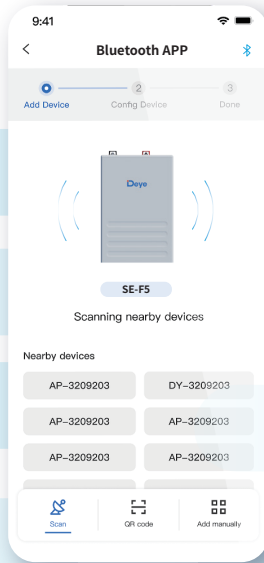 9:41
Bluetooth APP
2
3
Add Device
Config Device
Done
Deye
SE-F5
Scanning nearby devices
Nearby devices
AP-3209203 DY-3209203
AP-3209203 AP-3209203
AP-3209203 AP-3209203
Scan
QR code
Add manually